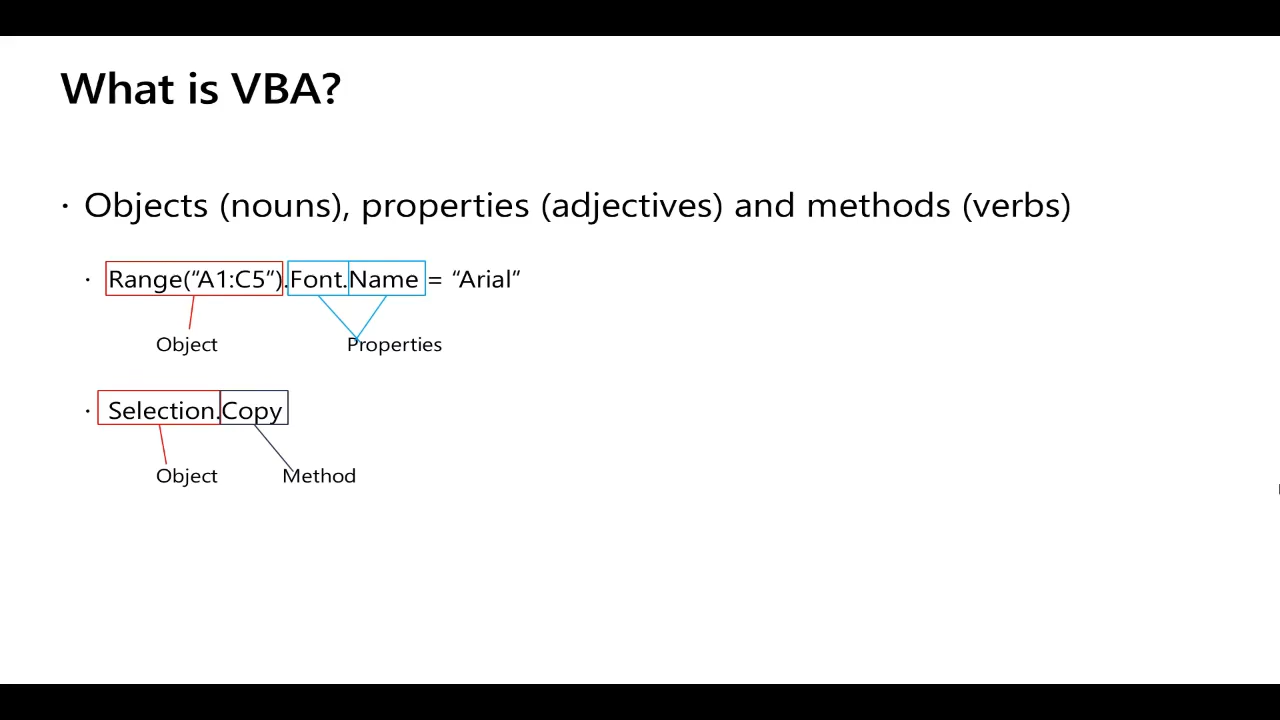 What is VBA?
· Objects (nouns), properties (adjectives) and methods (verbs)
· Range(“A1:C5”).Font.Name = “Arial”
Object Properties
· Selection.Copy
Object Method